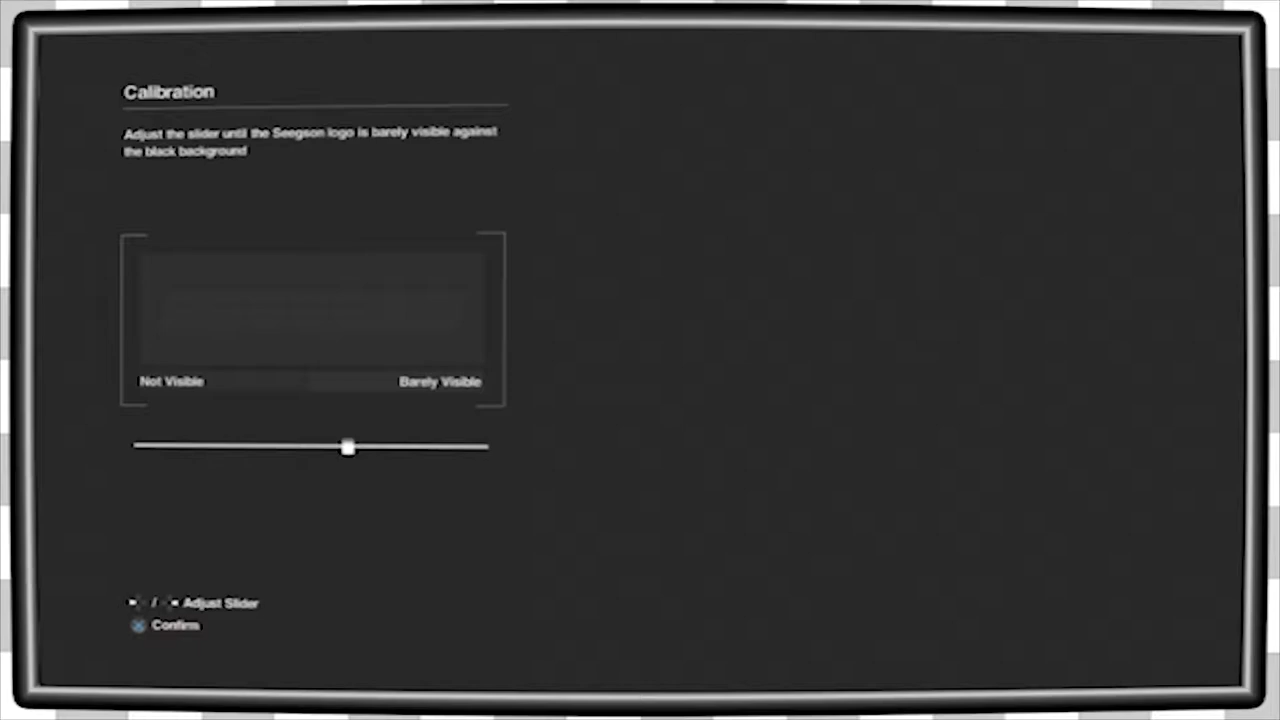 Calibration
Adjust the slider until the Seegson logo is barely visible against
the black background
Not Visible
Barely Visible
/ Adjust Slider
Confirm